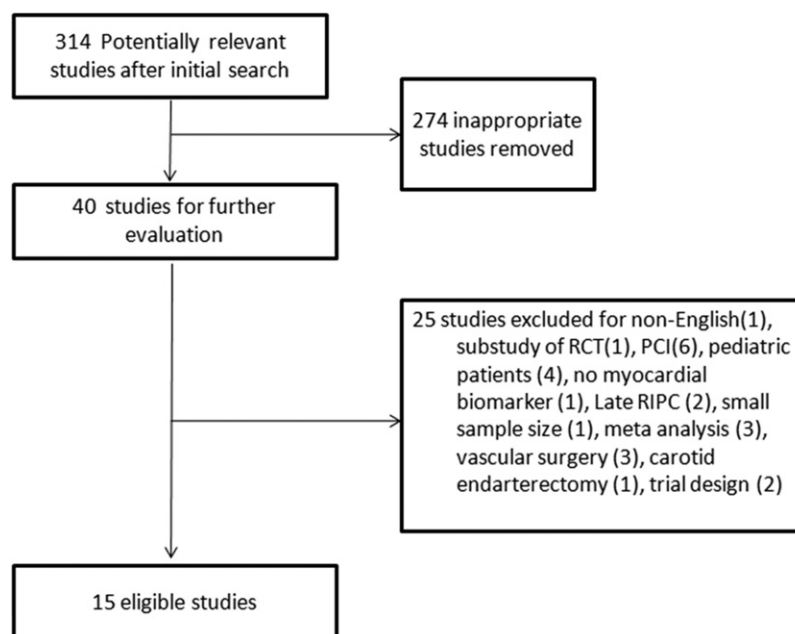 314 Potentially relevant
studies after initial search
274 inappropriate
studies removed
40 studies for further
evaluation
25 studies excluded for non-English(1),
substudy of RCT(1), PCI(6), pediatric
patients (4), no myocardial
biomarker (1), Late RIPC (2), small
sample size (1), meta analysis (3),
vascular surgery (3), carotid
endarterectomy (1), trial design (2)
15 eligible studies